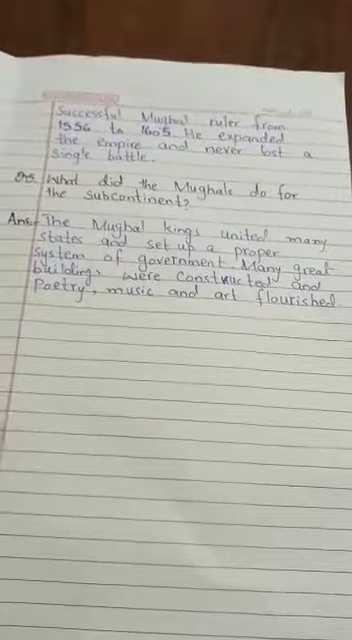 Successful Mughal ruler from
1556 to 1605. He expanded
the empire and never lost a
single battle.
Q5. What did the Mughals do for
the subcontinent?
Ans:- The Mughal kings united many
states and set up a proper
system of government. Many great
buildings were constructed and
Poetry, music and art flourished.